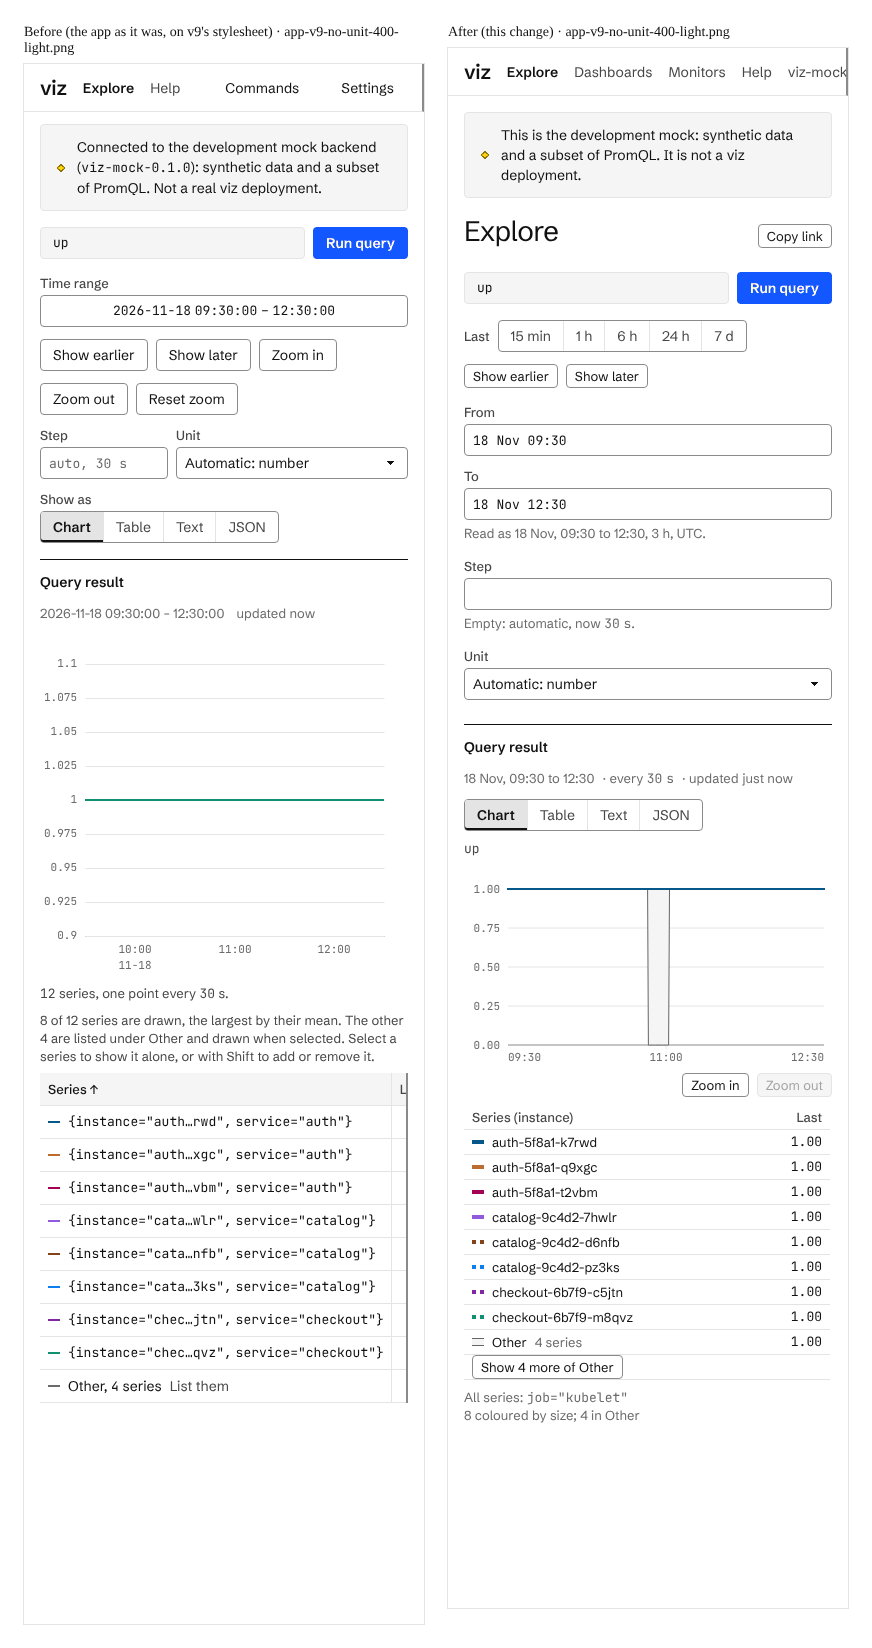 Before (the app as it was, on v9's stylesheet) · app-v9-no-unit-400-
light.png
viz Explore Help Commands Settings
Connected to the development mock backend
(viz-mock-0.1.0): synthetic data and a subset
of PromQL. Not a real viz deployment.
up Run query
Time range
2026-11-18 09:30:00 – 12:30:00
Show earlier Show later Zoom in
Zoom out Reset zoom
Step Unit
auto, 30 s Automatic: number
Show as
Chart Table Text JSON
Query result
2026-11-18 09:30:00 – 12:30:00 updated now
1.1
1.075
1.05
1.025
1
0.975
0.95
0.925
0.9
10:00 11:00 12:00
11-18
12 series, one point every 30 s.
8 of 12 series are drawn, the largest by their mean. The other
4 are listed under Other and drawn when selected. Select a
series to show it alone, or with Shift to add or remove it.
Series ↑ L
{instance="auth…rwd", service="auth"}
{instance="auth…xgc", service="auth"}
{instance="auth…vbm", service="auth"}
{instance="cata…wlr", service="catalog"}
{instance="cata…nfb", service="catalog"}
{instance="cata…3ks", service="catalog"}
{instance="chec…jtn", service="checkout"}
{instance="chec…qvz", service="checkout"}
Other, 4 series List them
After (this change) · app-v9-no-unit-400-light.png
viz Explore Dashboards Monitors Help viz-mock
This is the development mock: synthetic data
and a subset of PromQL. It is not a viz
deployment.
Explore Copy link
up Run query
Last 15 min 1 h 6 h 24 h 7 d
Show earlier Show later
From
18 Nov 09:30
To
18 Nov 12:30
Read as 18 Nov, 09:30 to 12:30, 3 h, UTC.
Step
Empty: automatic, now 30 s.
Unit
Automatic: number
Query result
18 Nov, 09:30 to 12:30 · every 30 s · updated just now
Chart Table Text JSON
up
1.00
0.75
0.50
0.25
0.00
09:30 11:00 12:30
Zoom in Zoom out
Series (instance) Last
auth-5f8a1-k7rwd 1.00
auth-5f8a1-q9xgc 1.00
auth-5f8a1-t2vbm 1.00
catalog-9c4d2-7hwlr 1.00
catalog-9c4d2-d6nfb 1.00
catalog-9c4d2-pz3ks 1.00
checkout-6b7f9-c5jtn 1.00
checkout-6b7f9-m8qvz 1.00
Other 4 series 1.00
Show 4 more of Other
All series: job="kubelet"
8 coloured by size; 4 in Other